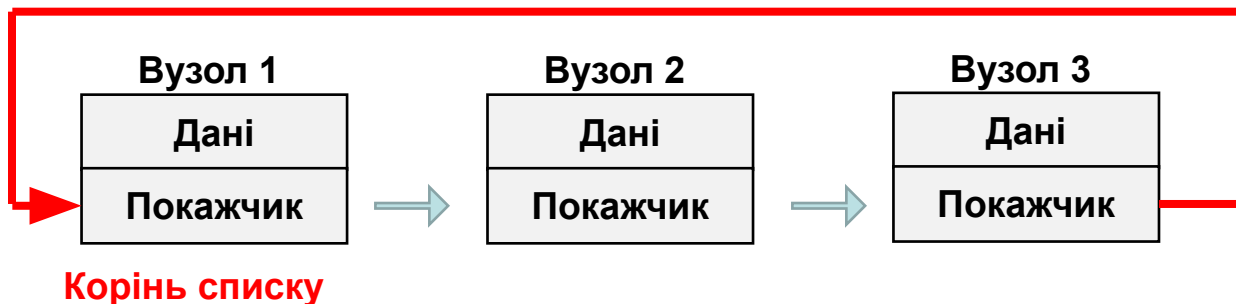 Вузол 1
Вузол 2
Вузол 3
Дані
Дані
Дані
Покажчик
Покажчик
Покажчик
Корінь списку